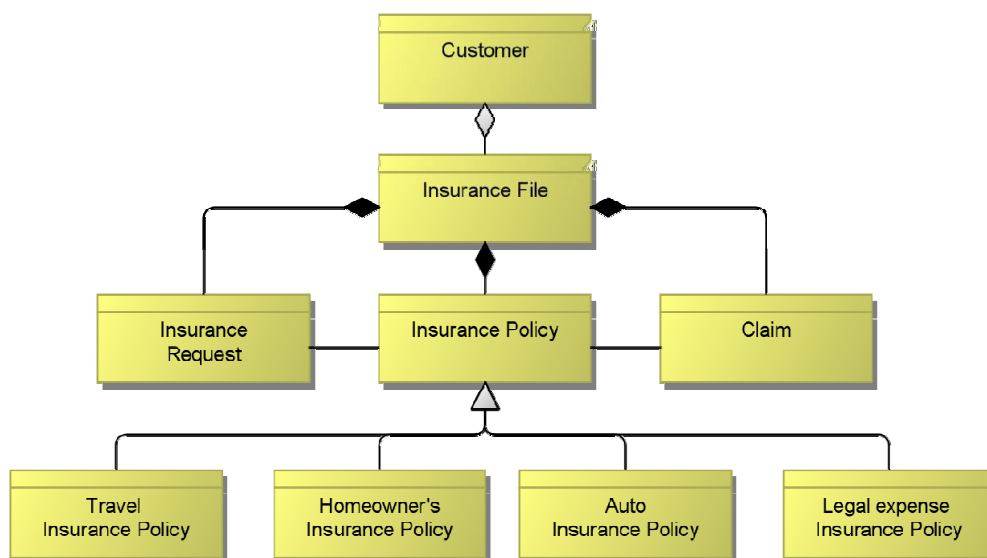 Customer
Insurance File
Insurance
Request
Insurance Policy
Claim
Travel
Insurance Policy
Homeowner's
Insurance Policy
Auto
Insurance Policy
Legal expense
Insurance Policy